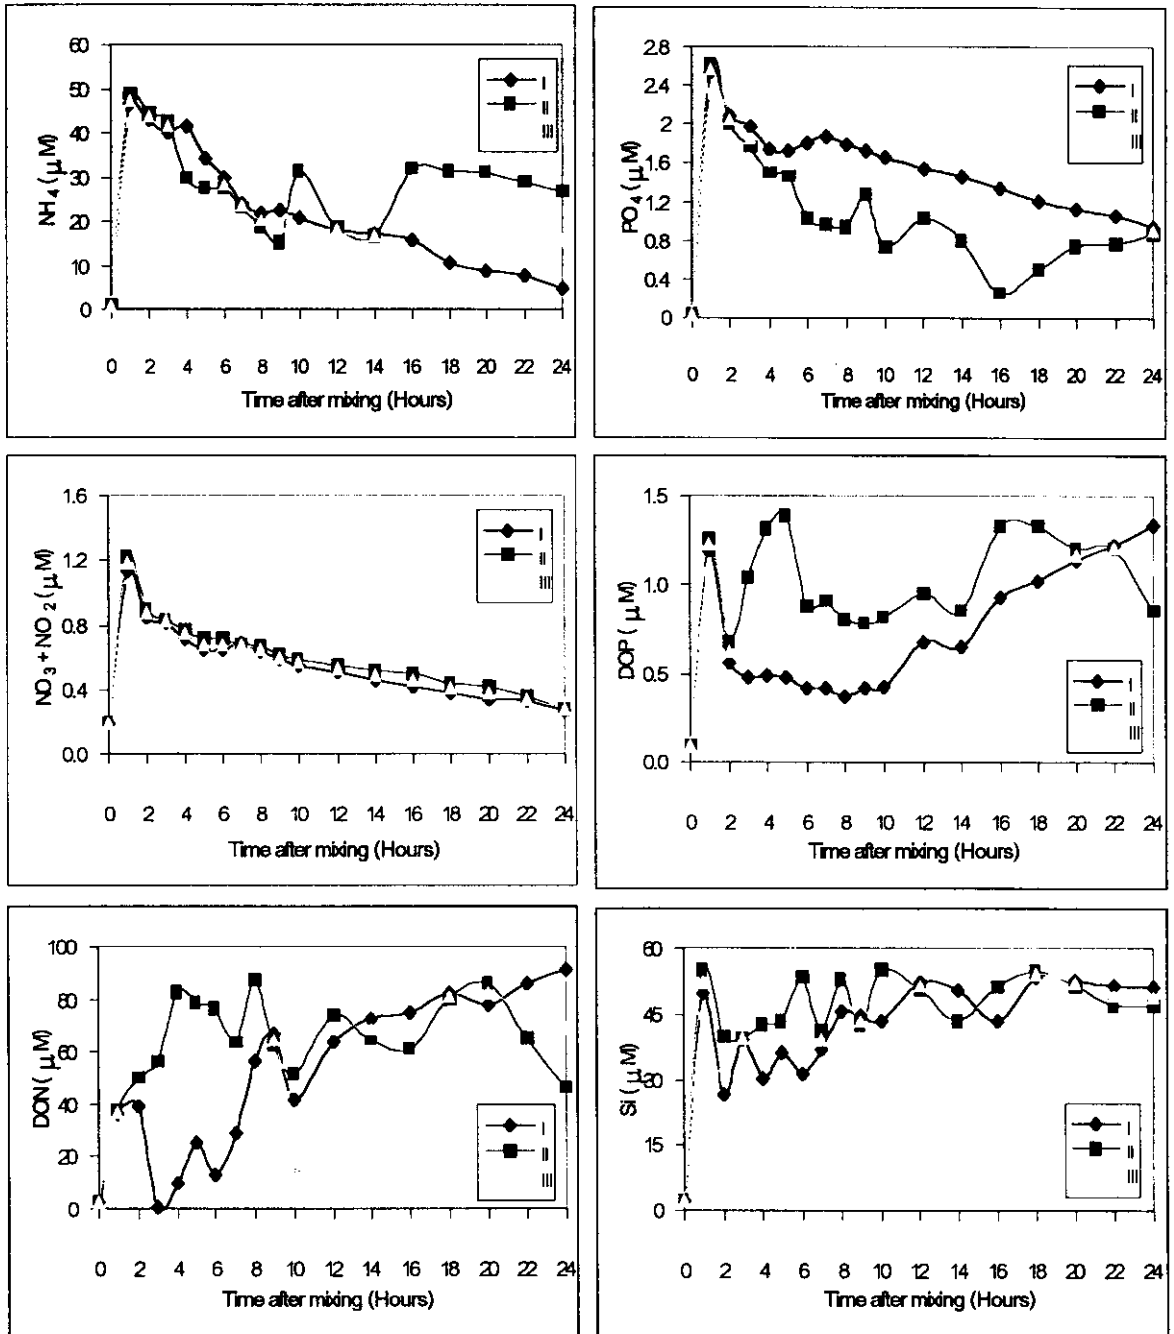 60
50
40
30
20
10
0
NH4 (μM)
I
II
III
0 2 4 6 8 10 12 14 16 18 20 22 24
Time after mixing (Hours)
2.8
2.4
2
1.6
1.2
0.8
0.4
0
PO4 (μM)
I
II
III
0 2 4 6 8 10 12 14 16 18 20 22 24
Time after mixing (Hours)
1.6
1.2
0.8
0.4
0.0
NO3 + NO2 (μM)
I
II
III
0 2 4 6 8 10 12 14 16 18 20 22 24
Time after mixing (Hours)
1.5
1.0
0.5
0.0
DOP (μM)
I
II
III
0 2 4 6 8 10 12 14 16 18 20 22 24
Time after mixing (Hours)
100
80
60
40
20
0
DON (μM)
I
II
III
0 2 4 6 8 10 12 14 16 18 20 22 24
Time after mixing (Hours)
60
45
30
15
0
Si (μM)
I
II
III
0 2 4 6 8 10 12 14 16 18 20 22 24
Time after mixing (Hours)